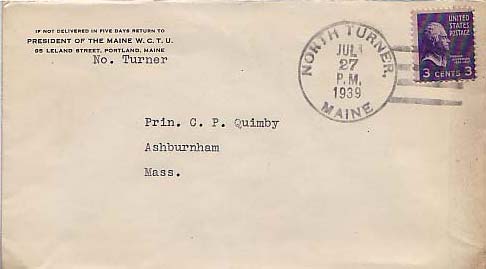 IF NOT DELIVERED IN FIVE DAYS RETURN TO
PRESIDENT OF THE MAINE W. C. T. U.
95 LELAND STREET, PORTLAND, MAINE
No. Turner
NORTH TURNER,
JUL
27
P.M.
1939
MAINE
UNITED
STATES
POSTAGE
3 CENTS 3
Prin. C. P. Quimby
Ashburnham
Mass.